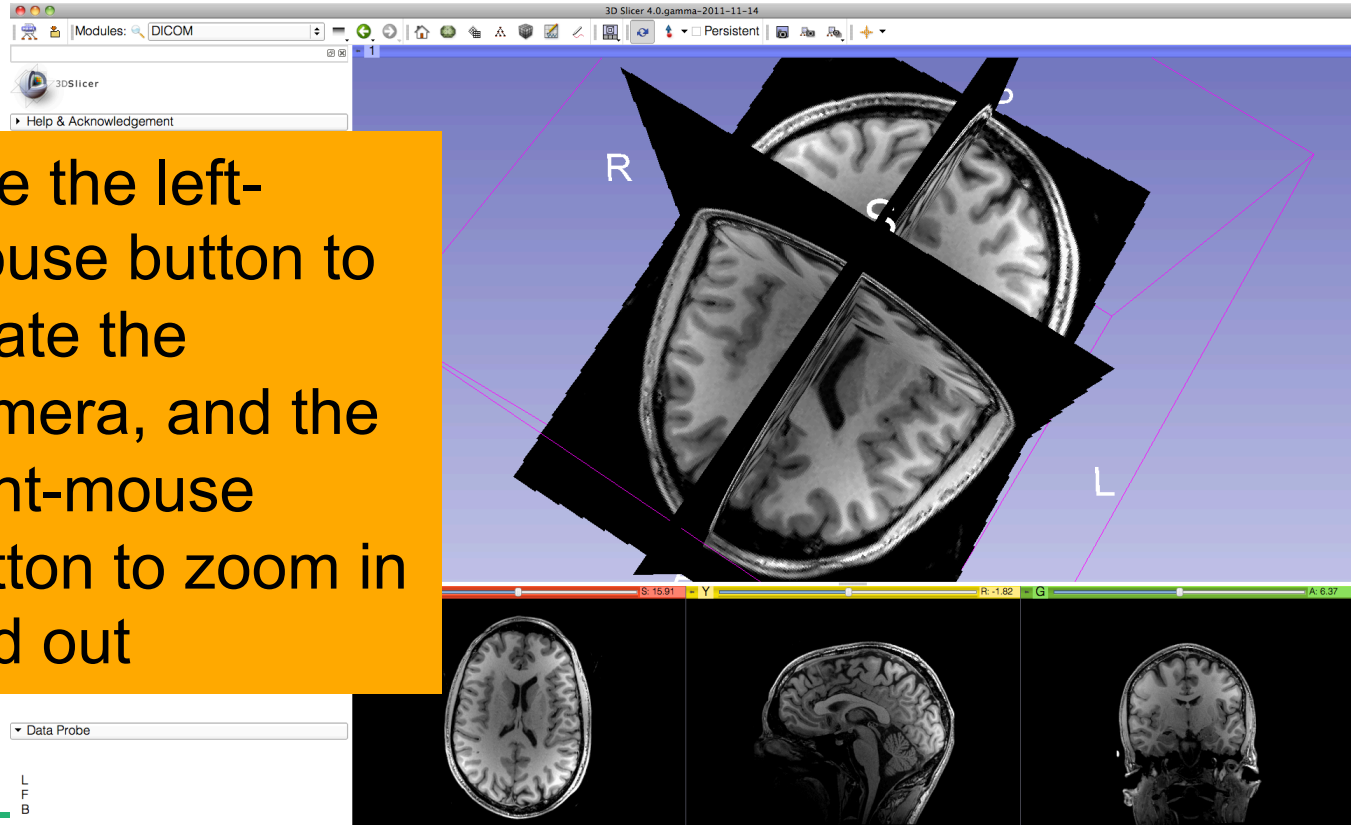 3D Slicer 4.0.gamma-2011-11-14
Modules: DICOM
Persistent
1
3DSlicer
Help & Acknowledgement
e the left-
ouse button to
ate the
mera, and the
nt-mouse
tton to zoom in
d out
R
S
L
S: 15.91
Y
R: -1.82
G
A: 6.37
Data Probe
L
F
B